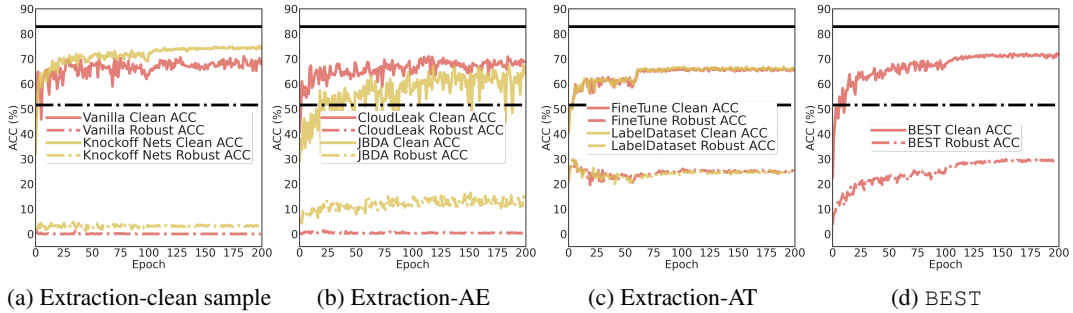 90
80
70
60
50
40
30
20
10
0
ACC (%)
0 25 50 75 100 125 150 175 200
Epoch
Vanilla Clean ACC
Vanilla Robust ACC
Knockoff Nets Clean ACC
Knockoff Nets Robust ACC
(a) Extraction-clean sample
90
80
70
60
50
40
30
20
10
0
ACC (%)
0 25 50 75 100 125 150 175 200
Epoch
CloudLeak Clean ACC
CloudLeak Robust ACC
JBDA Clean ACC
JBDA Robust ACC
(b) Extraction-AE
90
80
70
60
50
40
30
20
10
0
ACC (%)
0 25 50 75 100 125 150 175 200
Epoch
FineTune Clean ACC
FineTune Robust ACC
LabelDataset Clean ACC
LabelDataset Robust ACC
(c) Extraction-AT
90
80
70
60
50
40
30
20
10
0
ACC (%)
0 25 50 75 100 125 150 175 200
Epoch
BEST Clean ACC
BEST Robust ACC
(d) BEST